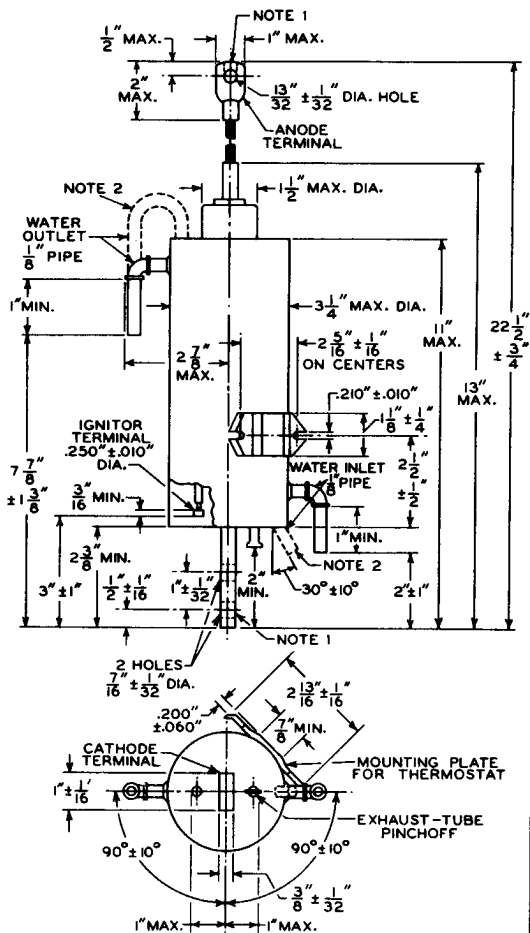 NOTE 1
1/2" MAX.
1" MAX.
2" MAX.
13/32 ± 1/32" DIA. HOLE
ANODE
TERMINAL
NOTE 2
1 1/2" MAX. DIA.
WATER
OUTLET
1/8" PIPE
1" MIN.
3 1/4" MAX. DIA.
2 7/8" MAX.
2 5/16" ± 1/16"
ON CENTERS
11" MAX.
13" MAX.
22 1/2" ± 3/4"
.210" ± .010"
1 1/8" ± 1/4"
IGNITOR
TERMINAL
.250" ± .010"
DIA.
WATER INLET
1/8" PIPE
2 1/2" ± 1/2"
7 7/8" ± 1 3/8"
3/16" MIN.
1" MIN.
2 3/8" MIN.
NOTE 2
3" ± 1"
1/2" ± 1/16"
1" ± 1/32"
2" MIN.
30° ± 10°
2" ± 1"
NOTE 1
2 HOLES
7/16" ± 1/32" DIA.
2 13/16" ± 1/16"
.200"
±.060"
7/8" MIN.
CATHODE
TERMINAL
MOUNTING PLATE
FOR THERMOSTAT
1" ± 1/16'
EXHAUST-TUBE
PINCHOFF
90° ± 10°
90° ± 10°
3/8" ± 1/32"
1" MAX.
1" MAX.